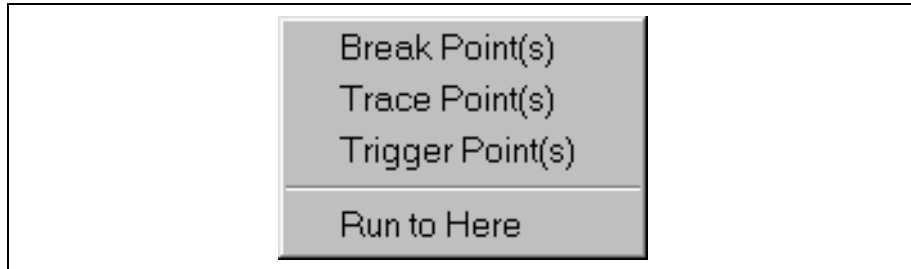 Break Point(s)
Trace Point(s)
Trigger Point(s)
Run to Here